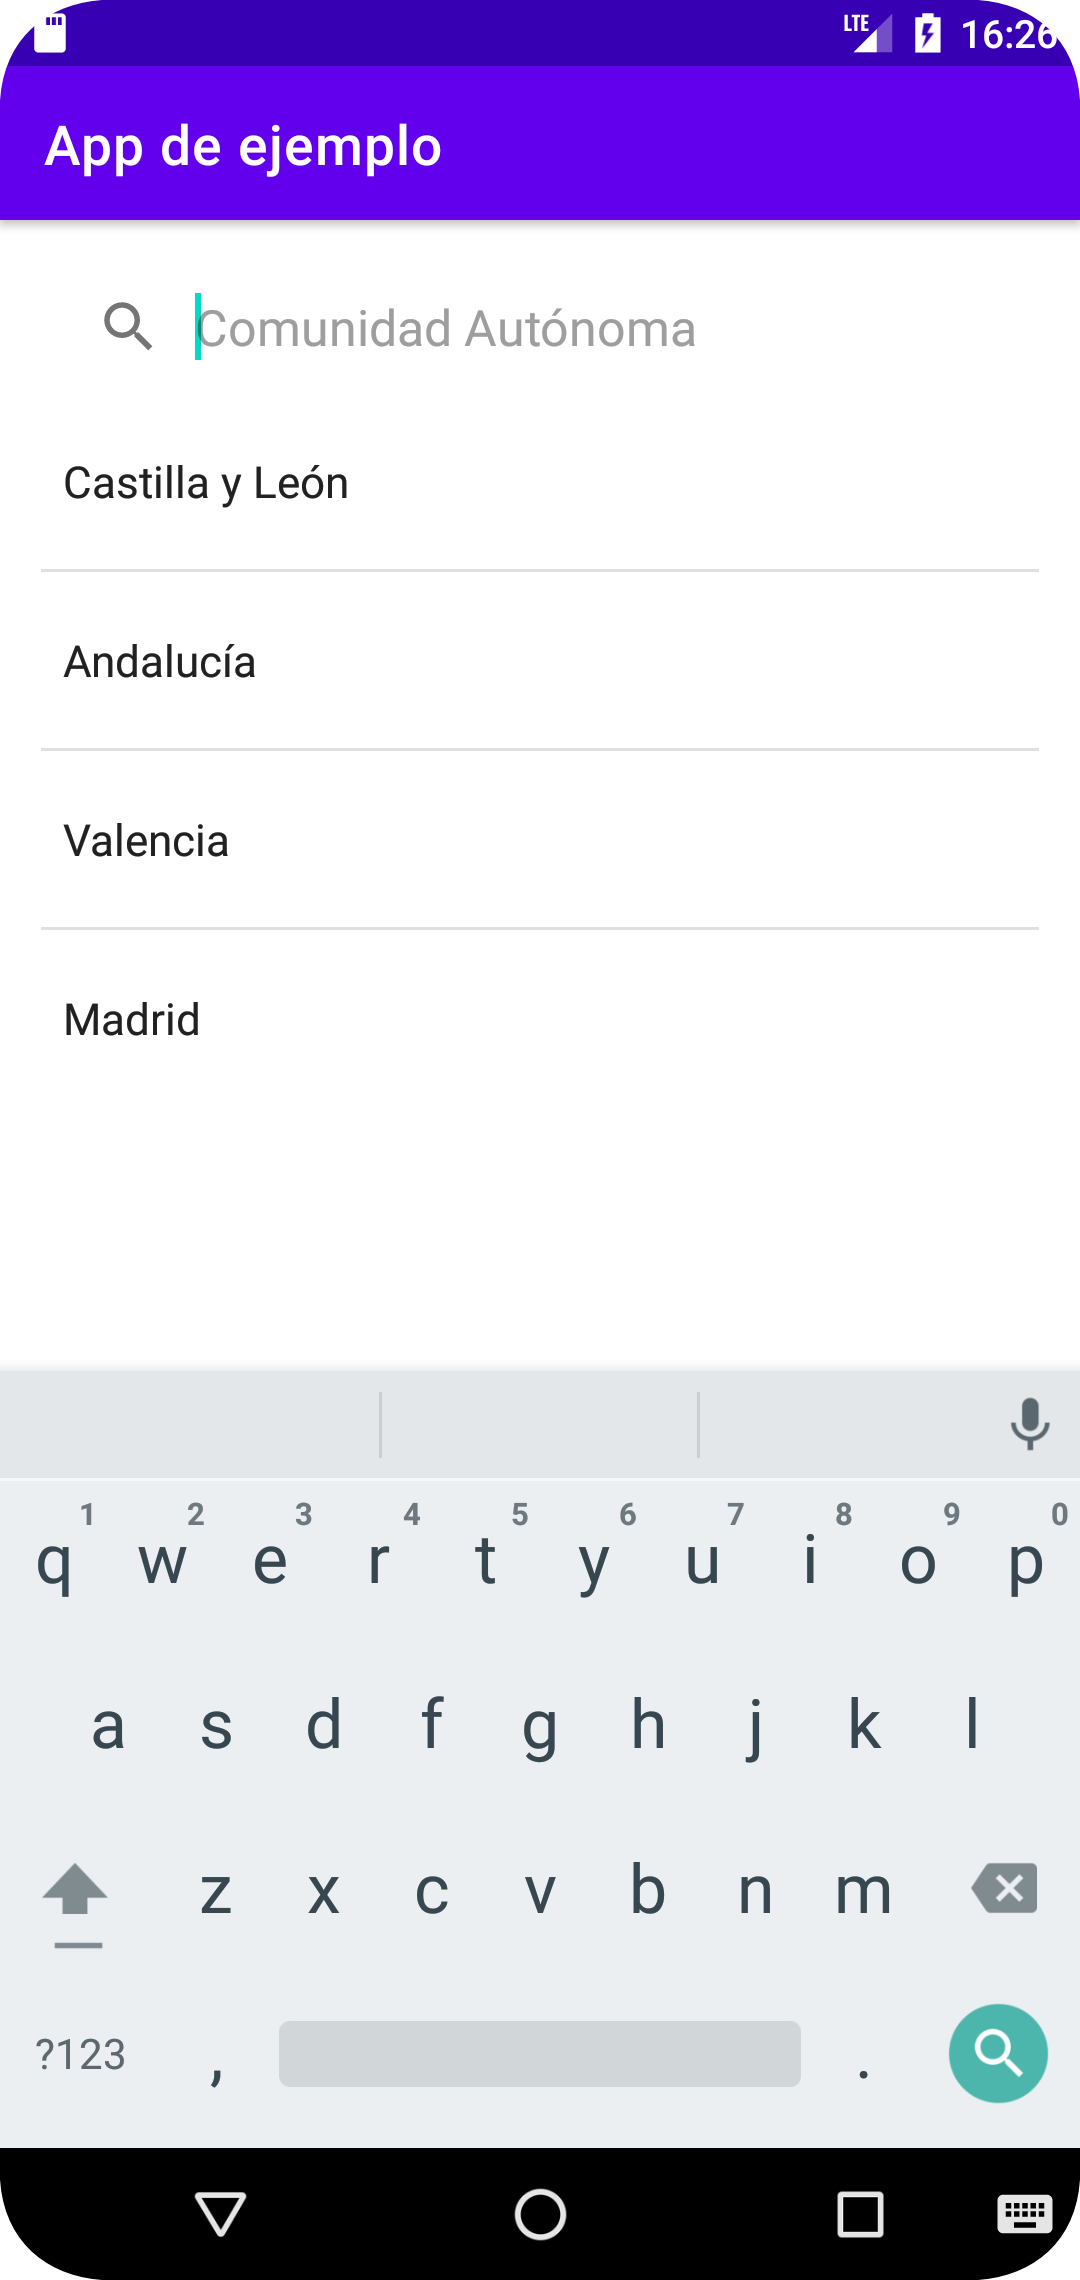 LTE 16:26
App de ejemplo
Comunidad Autónoma
Castilla y León
Andalucía
Valencia
Madrid
1 2 3 4 5 6 7 8 9 0
q w e r t y u i o p
a s d f g h j k l
z x c v b n m
?123 , .